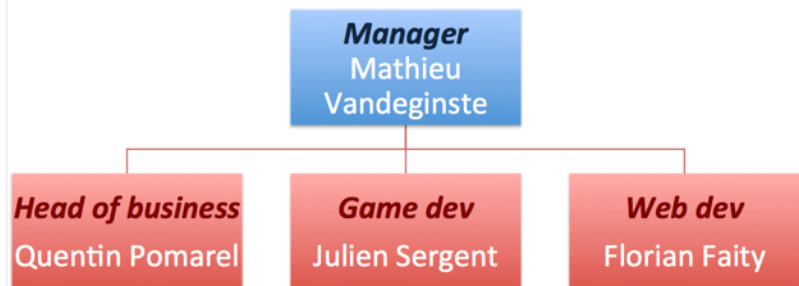 Manager
Mathieu
Vandeginste
Head of business
Quentin Pomarel
Game dev
Julien Sergent
Web dev
Florian Faity